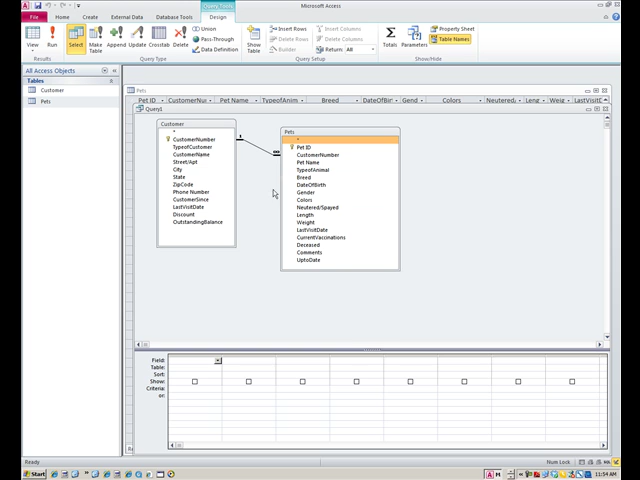 Query Tools
Microsoft Access
File Home Create External Data Database Tools Design
View Run Select Make Table Append Update Crosstab Delete
Union
Pass-Through
Data Definition
Show Table
Insert Rows
Delete Rows
Builder
Insert Columns
Delete Columns
Return: All
Totals Parameters
Property Sheet
Table Names
Results Query Type Query Setup Show/Hide
All Access Objects
Tables
Customer
Pets
Pets
Pet ID CustomerNu Pet Name TypeofAnim Breed DateOfBir Gend Colors Neutered/ Leng Weig LastVisitD
Query1
Customer
*
CustomerNumber
TypeofCustomer
CustomerName
Street/Apt
City
State
ZipCode
Phone Number
CustomerSince
LastVisitDate
Discount
OutstandingBalance
1
∞
Pets
*
Pet ID
CustomerNumber
Pet Name
TypeofAnimal
Breed
DateOfBirth
Gender
Colors
Neutered/Spayed
Length
Weight
LastVisitDate
CurrentVaccinations
Deceased
Comments
UptoDate
Field:
Table:
Sort:
Show:
Criteria:
or:
Ready
Num Lock
Start
11:54 AM